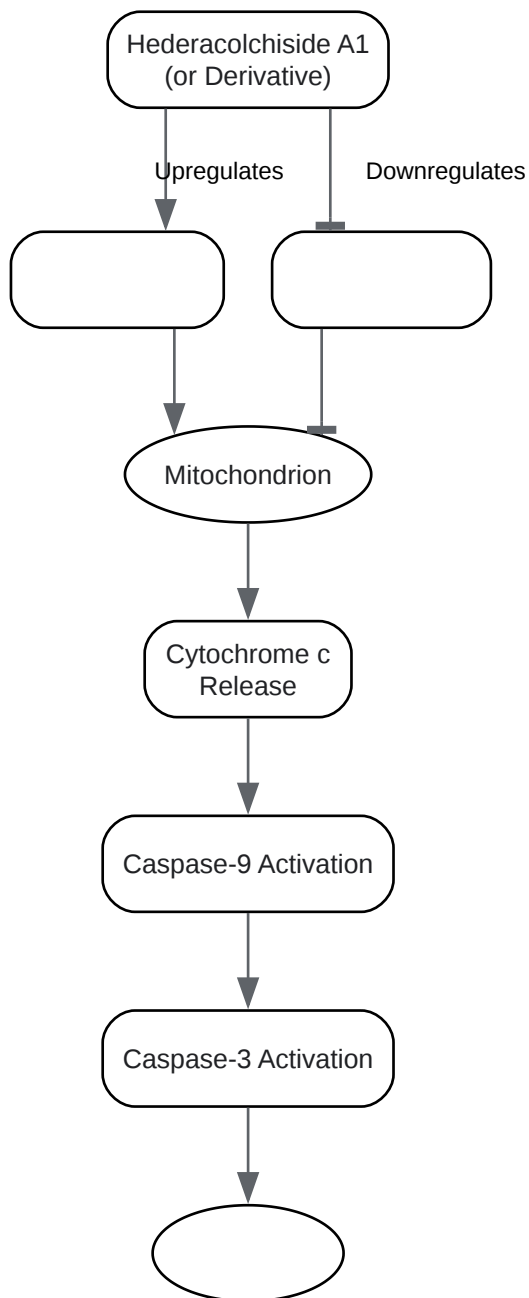 Hederacolchiside A1
(or Derivative)
Upregulates
Downregulates
Mitochondrion
Cytochrome c
Release
Caspase-9 Activation
Caspase-3 Activation